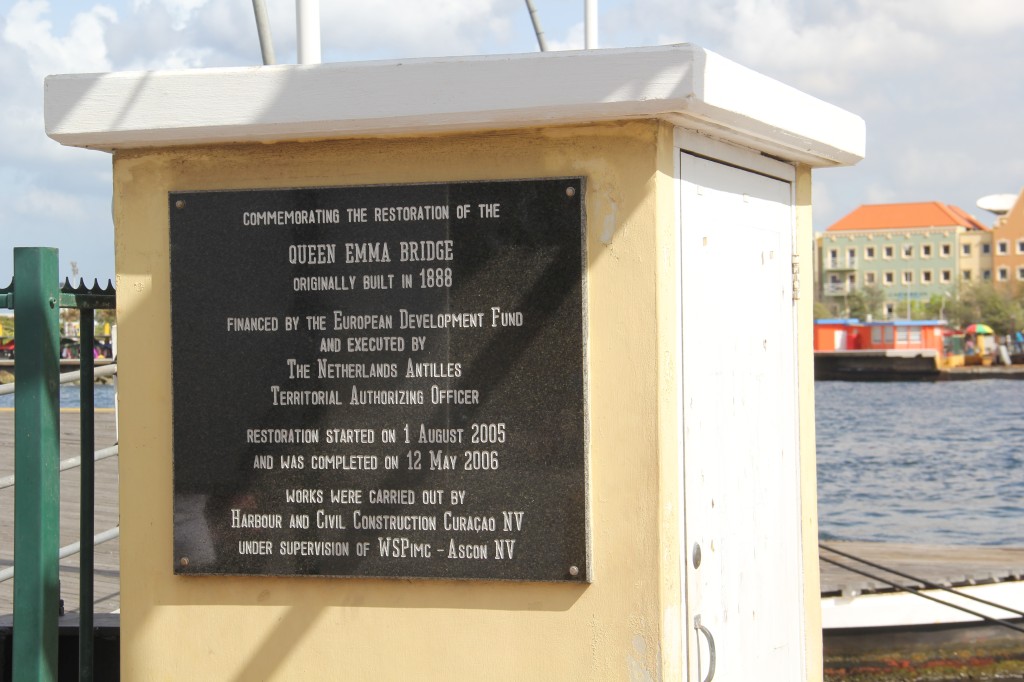 COMMEMORATING THE RESTORATION OF THE
QUEEN EMMA BRIDGE
ORIGINALLY BUILT IN 1888
FINANCED BY THE EUROPEAN DEVELOPMENT FUND
AND EXECUTED BY
THE NETHERLANDS ANTILLES
TERRITORIAL AUTHORIZING OFFICER
RESTORATION STARTED ON 1 AUGUST 2005
AND WAS COMPLETED ON 12 MAY 2006
WORKS WERE CARRIED OUT BY
HARBOUR AND CIVIL CONSTRUCTION CURAÇAO NV
UNDER SUPERVISION OF WSPIMC - ASCON NV